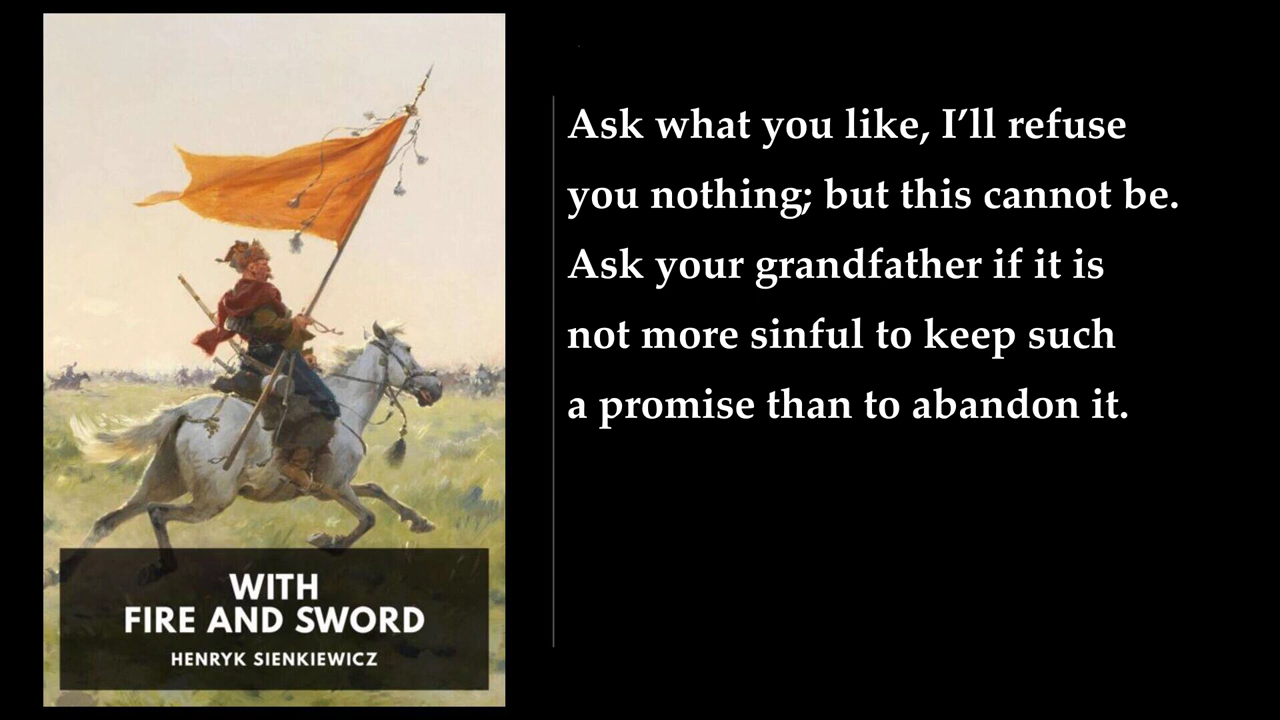 Ask what you like, I’ll refuse
you nothing; but this cannot be.
Ask your grandfather if it is
not more sinful to keep such
a promise than to abandon it.
WITH
FIRE AND SWORD
HENRYK SIENKIEWICZ